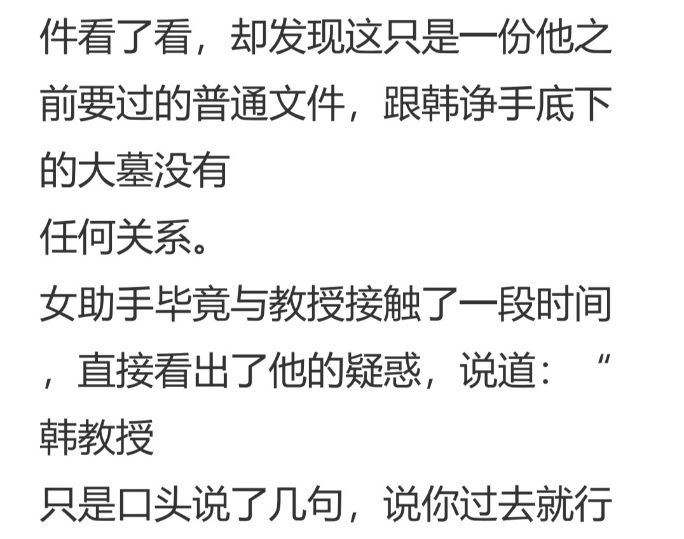 件看了看，却发现这只是一份他之
前要过的普通文件，跟韩诤手底下
的大墓没有
任何关系。
女助手毕竟与教授接触了一段时间
，直接看出了他的疑惑，说道：“
韩教授
只是口头说了几句，说你过去就行